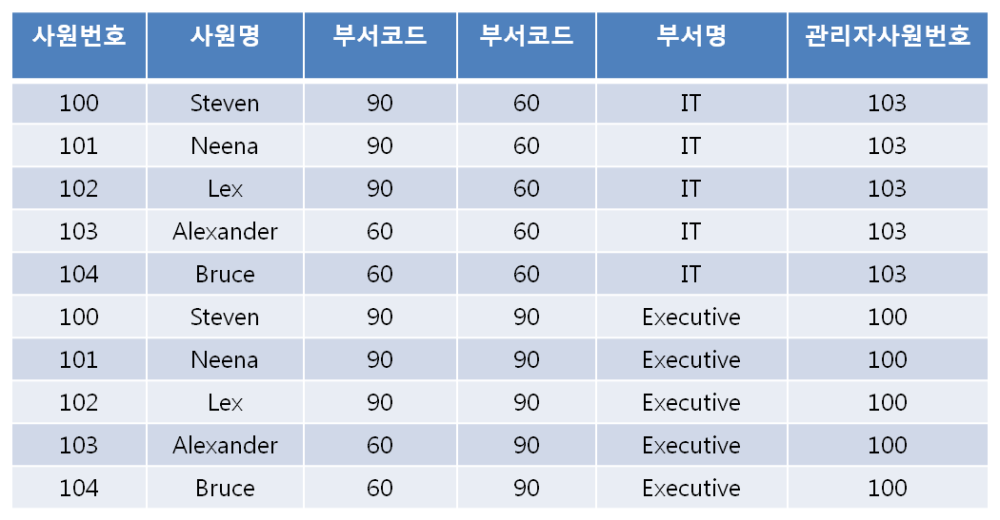 사원번호 사원명 부서코드 부서코드 부서명 관리자사원번호
100 Steven 90 60 IT 103
101 Neena 90 60 IT 103
102 Lex 90 60 IT 103
103 Alexander 60 60 IT 103
104 Bruce 60 60 IT 103
100 Steven 90 90 Executive 100
101 Neena 90 90 Executive 100
102 Lex 90 90 Executive 100
103 Alexander 60 90 Executive 100
104 Bruce 60 90 Executive 100